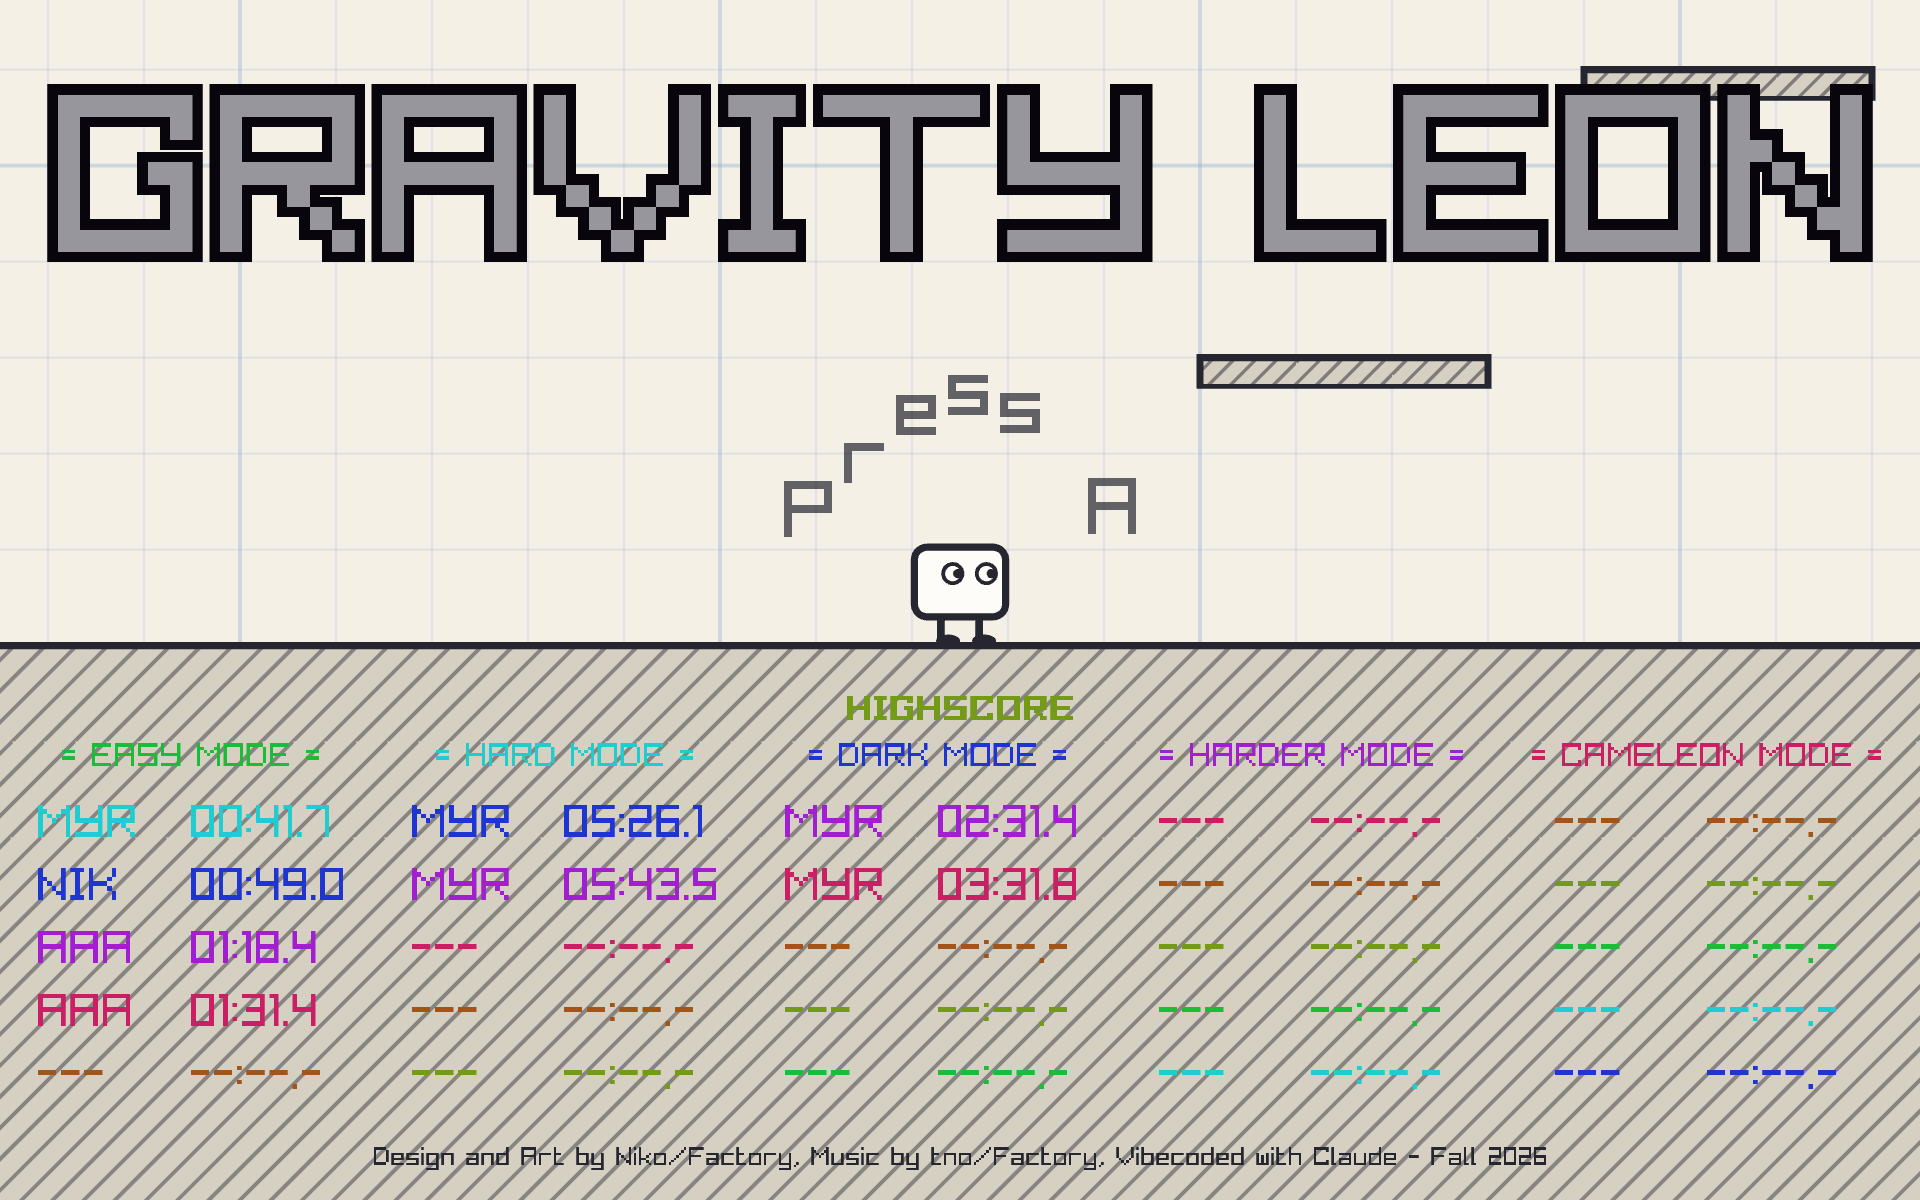 GRAVITY LEON
Press A
HIGHSCORE
= EASY MODE = = HARD MODE = = DARK MODE = = HARDER MODE = = CAMELEON MODE =
MYR 00:41.7 MYR 05:26.1 MYR 02:31.4 --- --:--.- --- --:--.-
NIK 00:49.0 MYR 05:43.5 MYR 03:31.8 --- --:--.- --- --:--.-
AAA 01:18.4 --- --:--.- --- --:--.- --- --:--.- --- --:--.-
AAA 01:31.4 --- --:--.- --- --:--.- --- --:--.- --- --:--.-
--- --:--.- --- --:--.- --- --:--.- --- --:--.- --- --:--.-
Design and Art by Niko/Factory, Music by tno/Factory, Vibecoded with Claude - Fall 2026